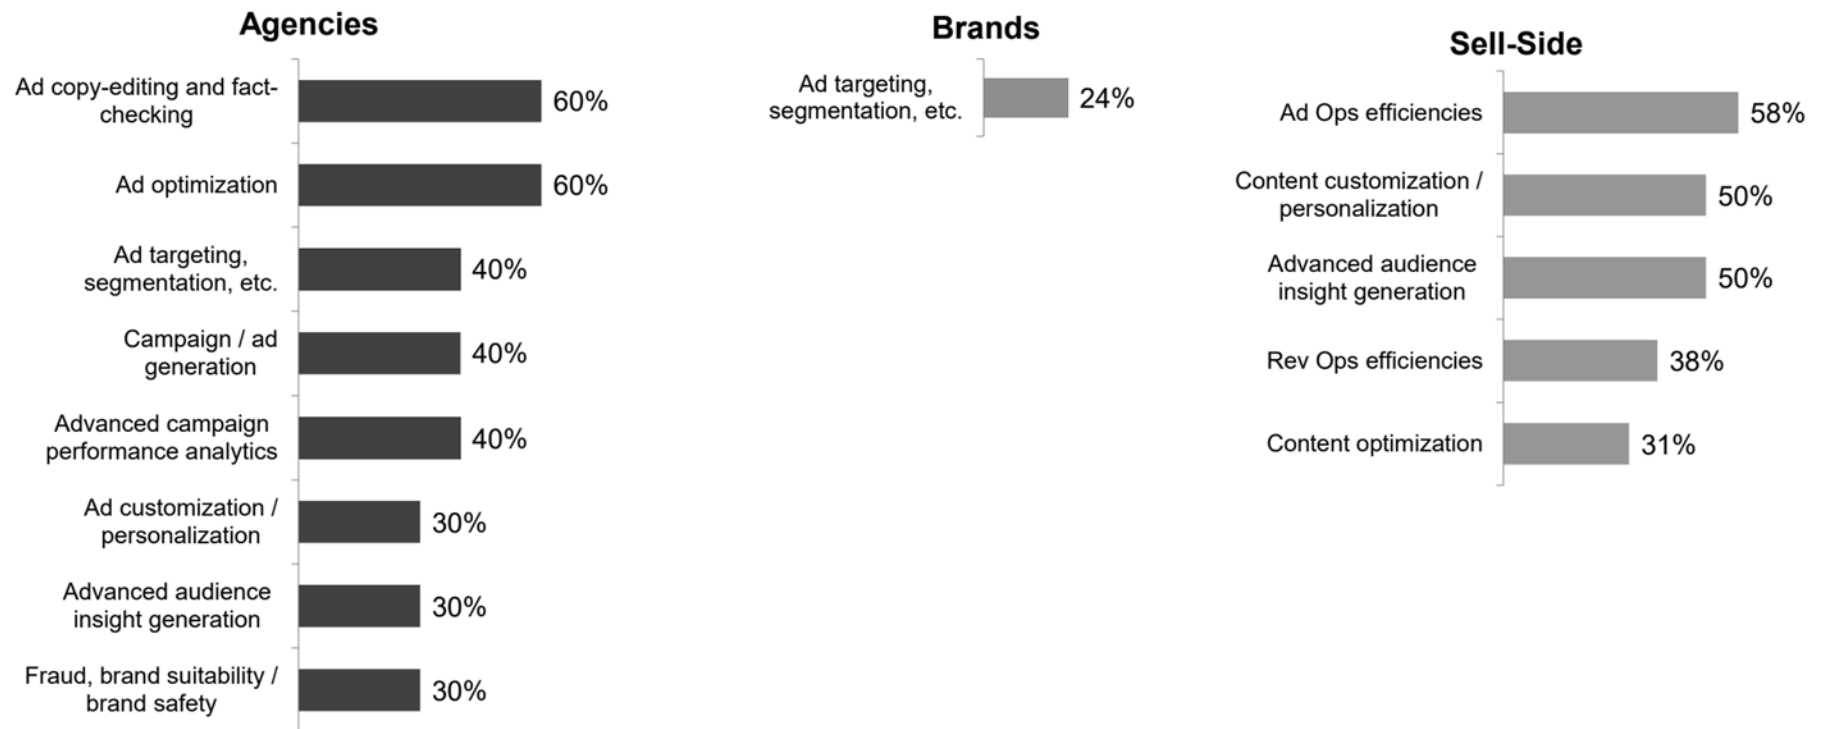 Agencies
Ad copy-editing and fact-
checking
60%
Ad optimization
60%
Ad targeting,
segmentation, etc.
40%
Campaign / ad
generation
40%
Advanced campaign
performance analytics
40%
Ad customization /
personalization
30%
Advanced audience
insight generation
30%
Fraud, brand suitability /
brand safety
30%
Brands
Ad targeting,
segmentation, etc.
24%
Sell-Side
Ad Ops efficiencies
58%
Content customization /
personalization
50%
Advanced audience
insight generation
50%
Rev Ops efficiencies
38%
Content optimization
31%